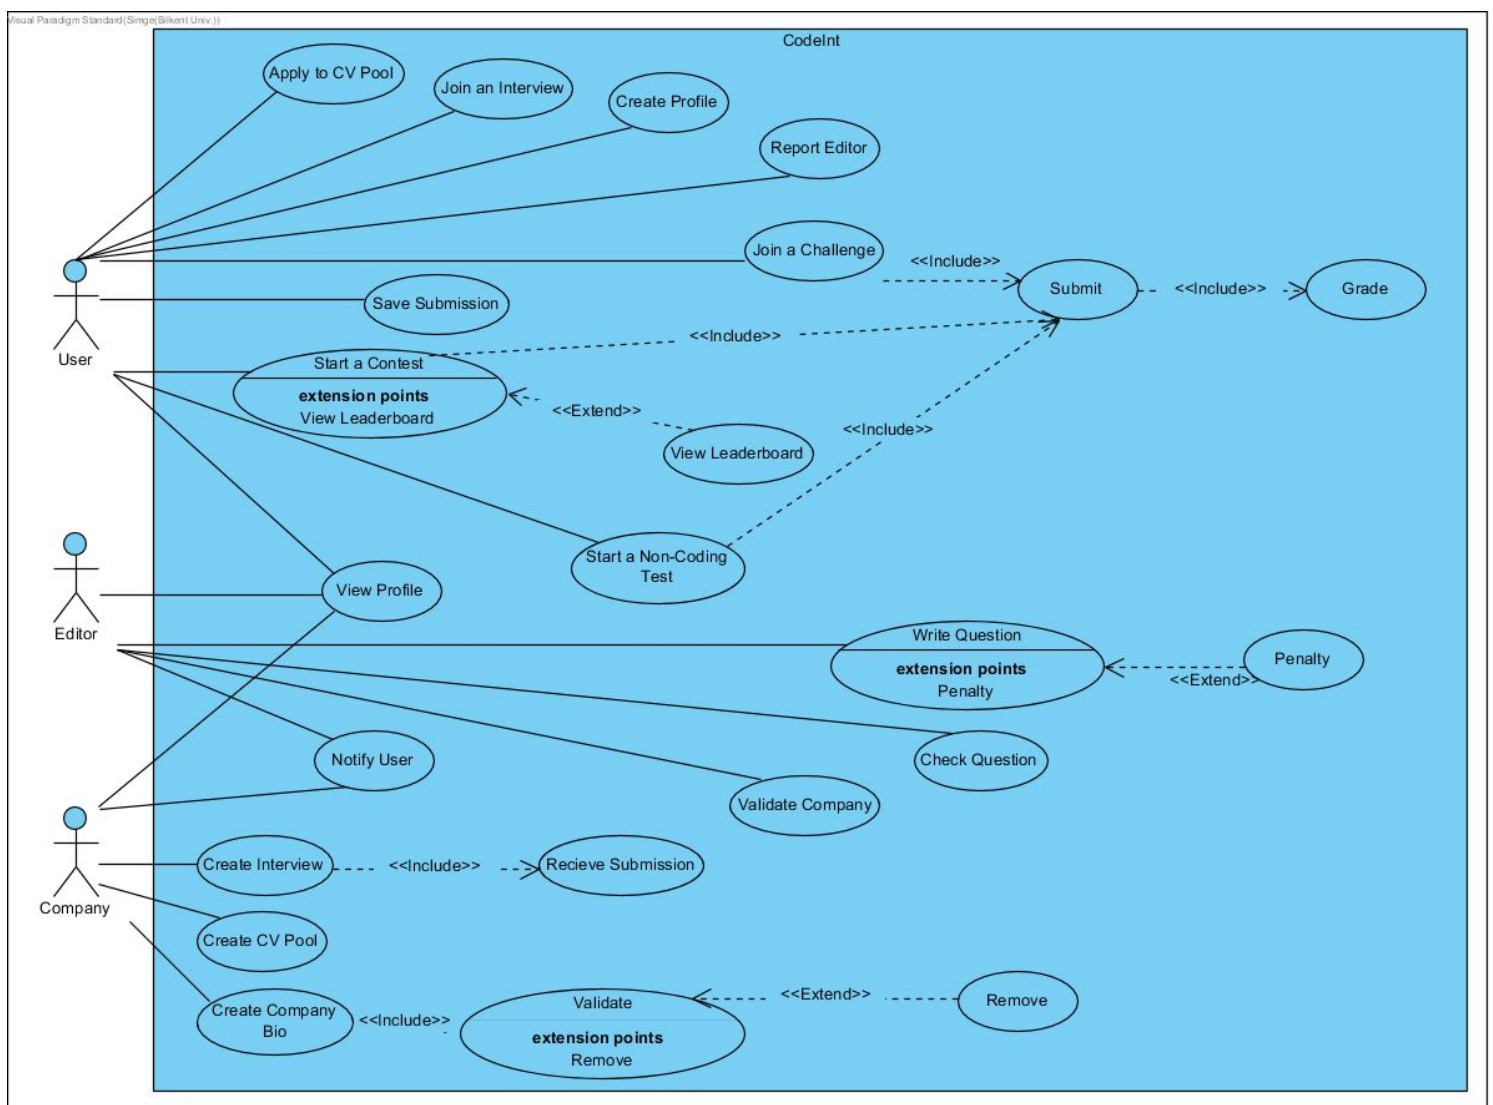 Visual Paradigm Standard(Simge(Bilkent Univ.))
CodeInt
Apply to CV Pool
Join an Interview
Create Profile
Report Editor
Join a Challenge
<<Include>>
Submit
<<Include>>
Grade
Save Submission
<<Include>>
User
Start a Contest
extension points
View Leaderboard
<<Extend>>
View Leaderboard
<<Include>>
Start a Non-Coding
Test
View Profile
Editor
Write Question
extension points
Penalty
Penalty
<<Extend>>
Notify User
Check Question
Validate Company
Create Interview
<<Include>>
Recieve Submission
Company
Create CV Pool
Create Company
Bio
<<Include>>
Validate
extension points
Remove
<<Extend>>
Remove